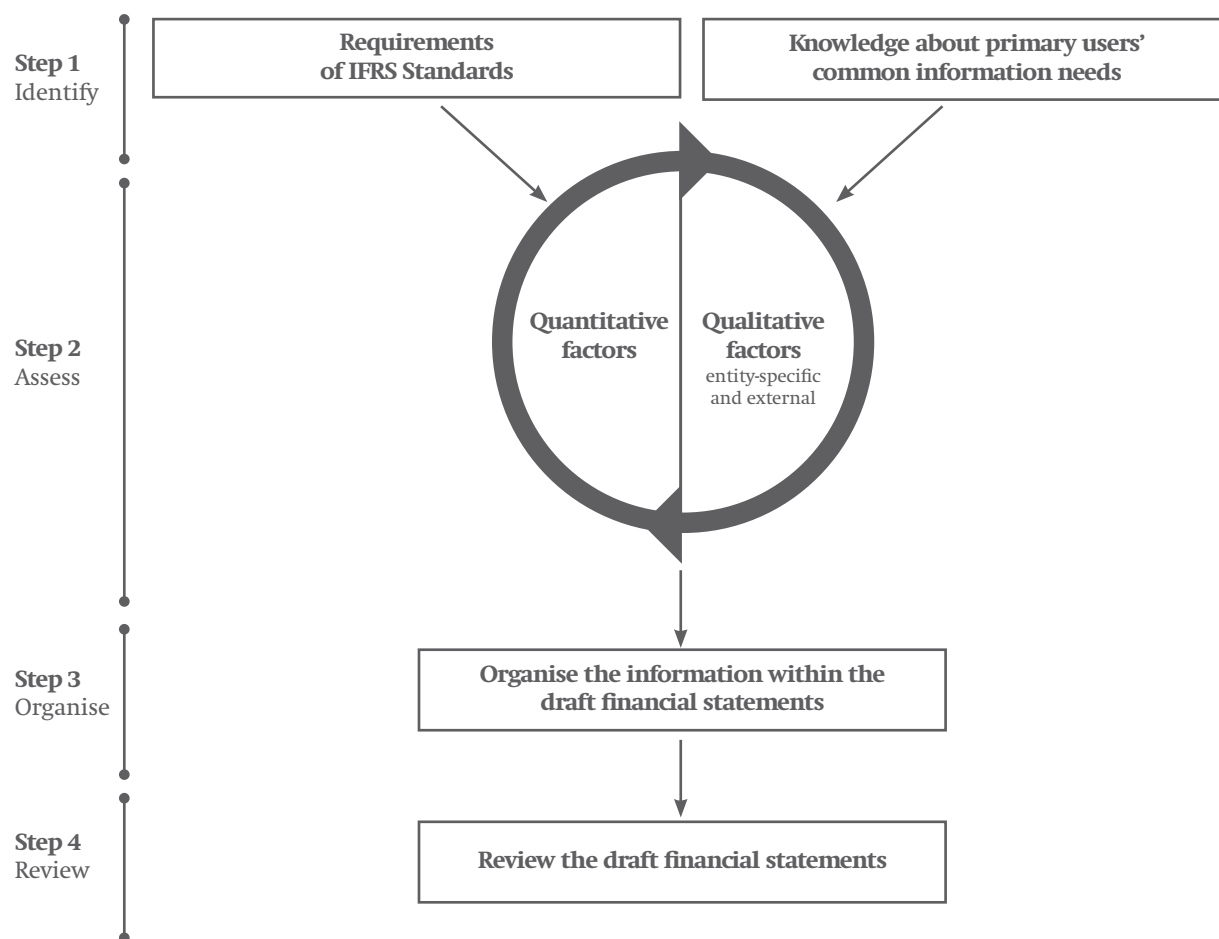 Step 1
Identify
Requirements
of IFRS Standards
Knowledge about primary users’
common information needs
Step 2
Assess
Quantitative
factors
Qualitative
factors
entity-specific
and external
Step 3
Organise
Organise the information within the
draft financial statements
Step 4
Review
Review the draft financial statements